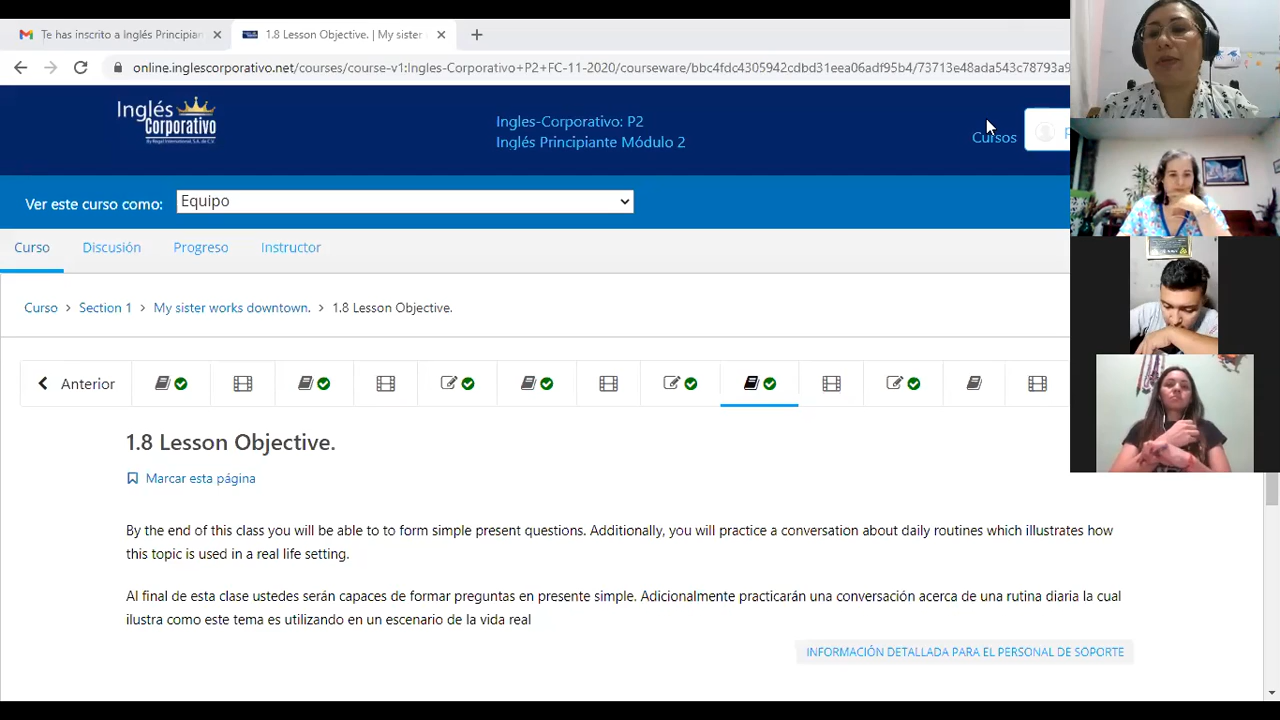 Te has inscrito a Inglés Principian
1.8 Lesson Objective. | My sister
online.inglescorporativo.net/courses/course-v1:Ingles-Corporativo+P2+EC-11-2020/courseware/bbc4fdc4305942cdbd31eea06adf95b4/73713e48ada543c78793a9
Inglés
Corporativo
By Regal International, S.A. de C.V.
Ingles-Corporativo: P2
Inglés Principiante Módulo 2
Cursos
Ver este curso como:
Equipo
Curso
Discusión
Progreso
Instructor
Curso > Section 1 > My sister works downtown. > 1.8 Lesson Objective.
Anterior
1.8 Lesson Objective.
Marcar esta página
By the end of this class you will be able to to form simple present questions. Additionally, you will practice a conversation about daily routines which illustrates how
this topic is used in a real life setting.
Al final de esta clase ustedes serán capaces de formar preguntas en presente simple. Adicionalmente practicarán una conversación acerca de una rutina diaria la cual
ilustra como este tema es utilizando en un escenario de la vida real
INFORMACIÓN DETALLADA PARA EL PERSONAL DE SOPORTE